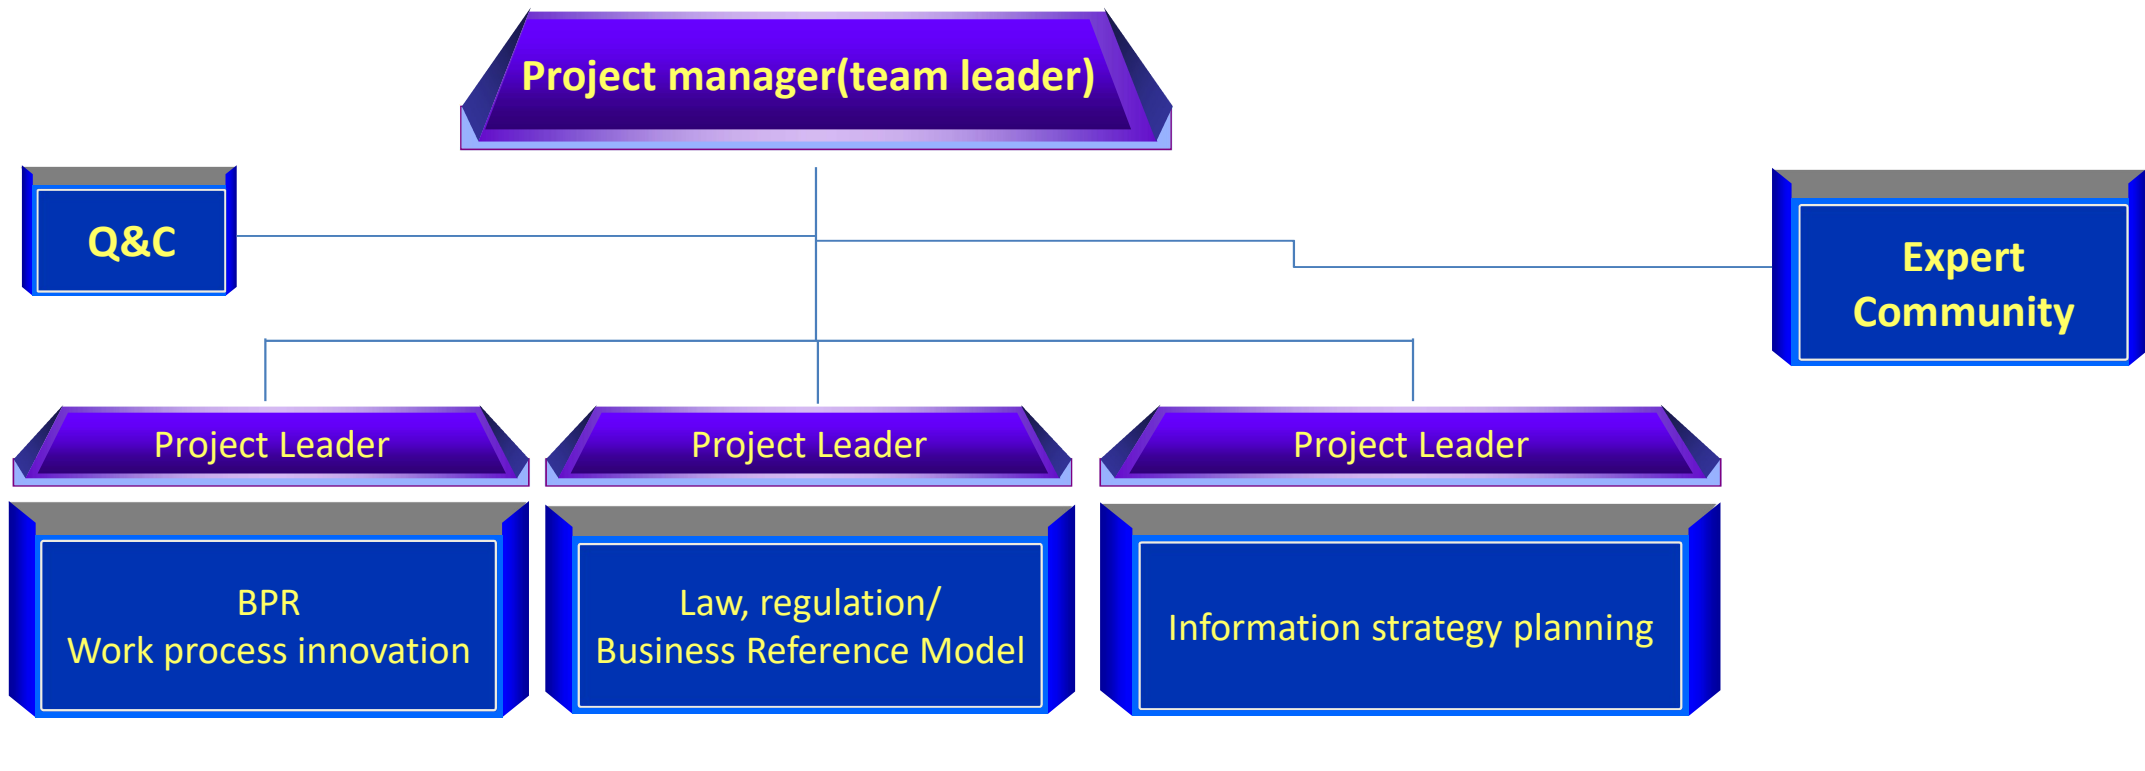 Project manager(team leader)
Q&C
Expert
Community
Project Leader
Project Leader
Project Leader
BPR
Work process innovation
Law, regulation/
Business Reference Model
Information strategy planning